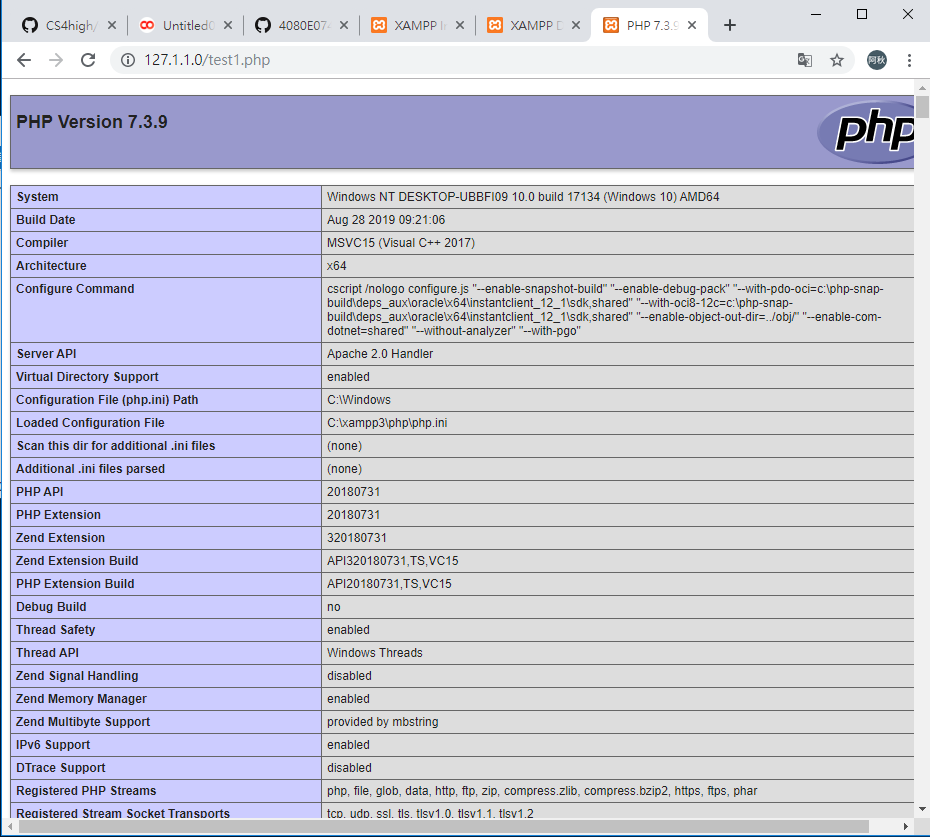 CS4high/
Untitled0
4080E07-
XAMPP In
XAMPP D
PHP 7.3.9
127.1.1.0/test1.php
阿秋
PHP Version 7.3.9
php
System Windows NT DESKTOP-UBBFI09 10.0 build 17134 (Windows 10) AMD64
Build Date Aug 28 2019 09:21:06
Compiler MSVC15 (Visual C++ 2017)
Architecture x64
Configure Command cscript /nologo configure.js "--enable-snapshot-build" "--enable-debug-pack" "--with-pdo-oci=c:\php-snap-
build\deps_aux\oracle\x64\instantclient_12_1\sdk,shared" "--with-oci8-12c=c:\php-snap-
build\deps_aux\oracle\x64\instantclient_12_1\sdk,shared" "--enable-object-out-dir=../obj/" "--enable-com-
dotnet=shared" "--without-analyzer" "--with-pgo"
Server API Apache 2.0 Handler
Virtual Directory Support enabled
Configuration File (php.ini) Path C:\Windows
Loaded Configuration File C:\xampp3\php\php.ini
Scan this dir for additional .ini files (none)
Additional .ini files parsed (none)
PHP API 20180731
PHP Extension 20180731
Zend Extension 320180731
Zend Extension Build API320180731,TS,VC15
PHP Extension Build API20180731,TS,VC15
Debug Build no
Thread Safety enabled
Thread API Windows Threads
Zend Signal Handling disabled
Zend Memory Manager enabled
Zend Multibyte Support provided by mbstring
IPv6 Support enabled
DTrace Support disabled
Registered PHP Streams php, file, glob, data, http, ftp, zip, compress.zlib, compress.bzip2, https, ftps, phar
Registered Stream Socket Transports tcp, udp, ssl, tls, tlsv1.0, tlsv1.1, tlsv1.2